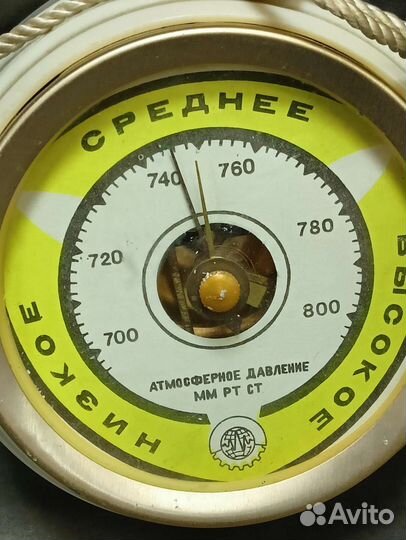 СРЕДНЕЕ
НИЗКОЕ
ВЫСОКОЕ
700
720
740
760
780
800
АТМОСФЕРНОЕ ДАВЛЕНИЕ
ММ РТ СТ
Avito